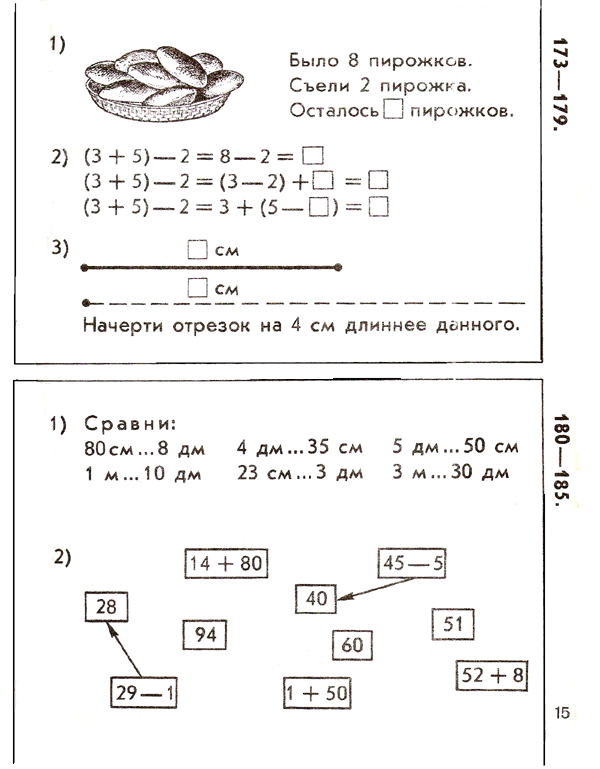 173—179.
1)
Было 8 пирожков.
Съели 2 пирожка.
Осталось □ пирожков.
2) (3 + 5) — 2 = 8 — 2 = □
(3 + 5) — 2 = (3 — 2) + □ = □
(3 + 5) — 2 = 3 + (5 — □) = □
3) □ см
□ см
Начерти отрезок на 4 см длиннее данного.
180—185.
1) Сравни:
80 см...8 дм 4 дм...35 см 5 дм...50 см
1 м...10 дм 23 см...3 дм 3 м...30 дм
2)
14 + 80 45 — 5
28 40
94 60 51
29 — 1 1 + 50 52 + 8
15